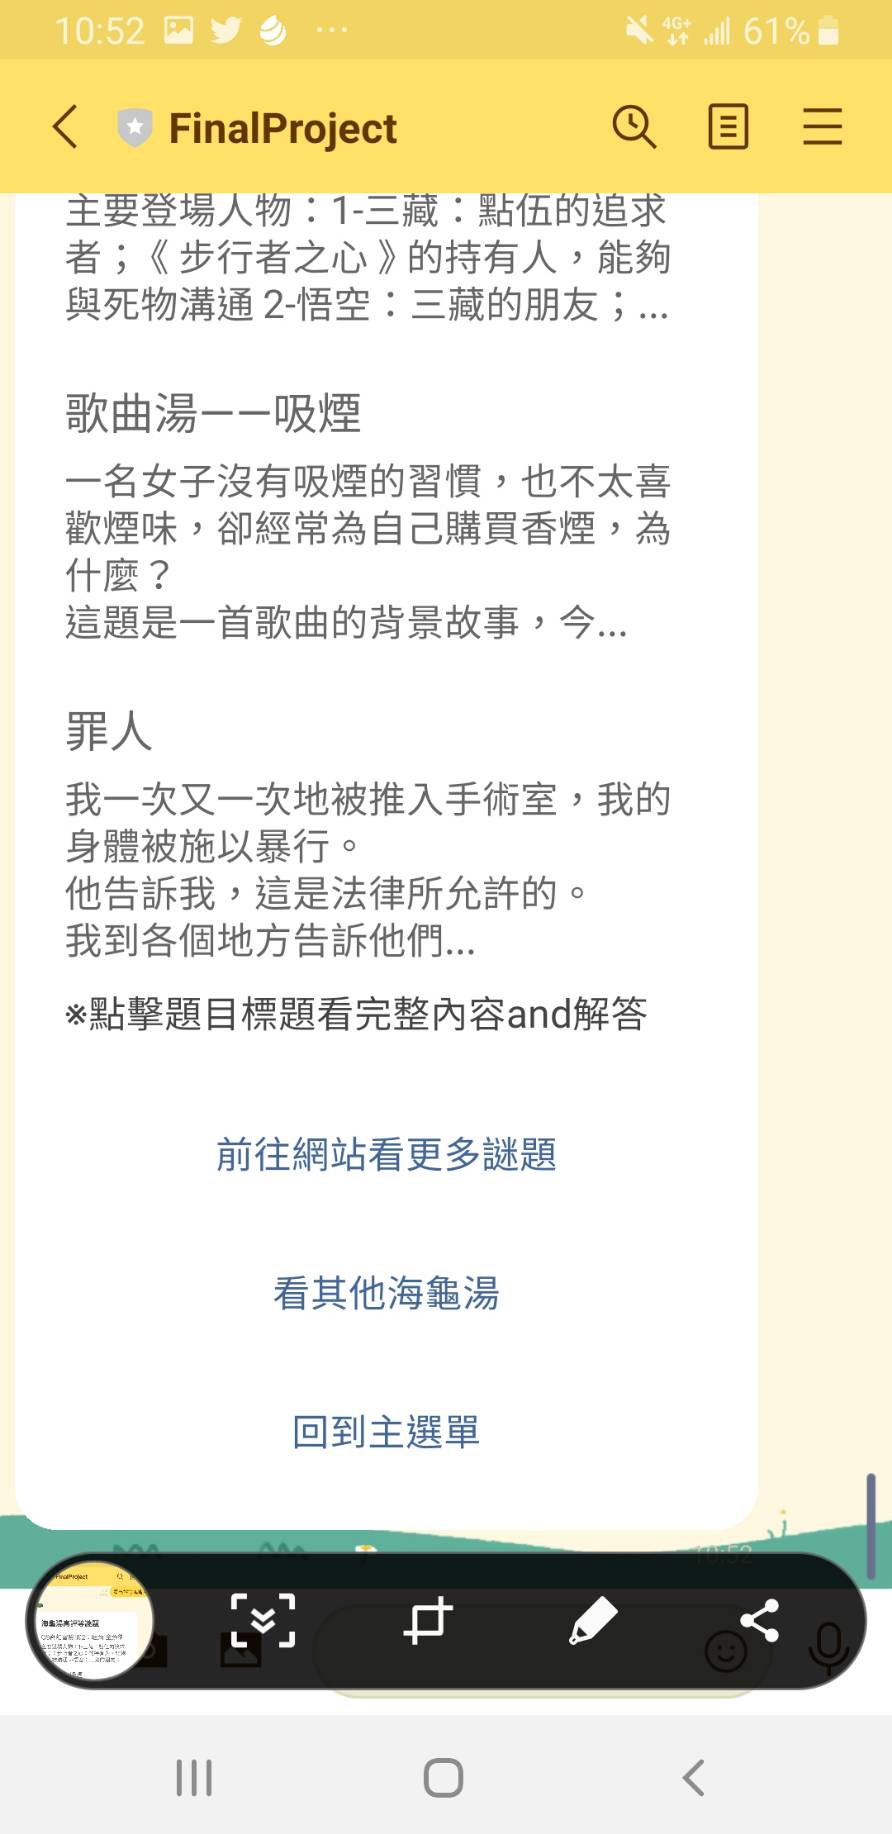 10:52
4G+
61%
FinalProject
主要登場人物：1-三藏：點伍的追求
者；《 步行者之心 》的持有人，能夠
與死物溝通 2-悟空：三藏的朋友；...
歌曲湯——吸煙
一名女子沒有吸煙的習慣，也不太喜
歡煙味，卻經常為自己購買香煙，為
什麼？
這題是一首歌曲的背景故事，今...
罪人
我一次又一次地被推入手術室，我的
身體被施以暴行。
他告訴我，這是法律所允許的。
我到各個地方告訴他們...
※點擊題目標題看完整內容and解答
前往網站看更多謎題
看其他海龜湯
回到主選單
10:52
FinalProject